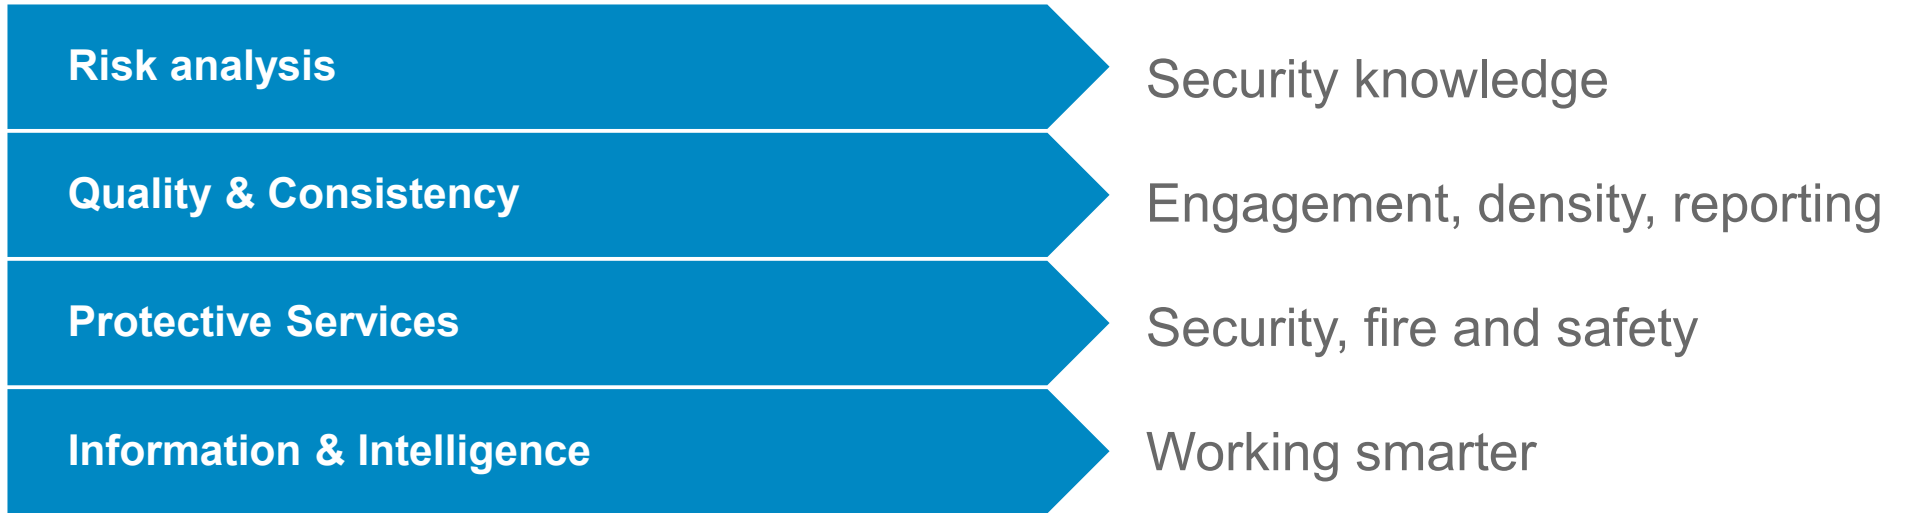 Risk analysis
Security knowledge
Quality & Consistency
Engagement, density, reporting
Protective Services
Security, fire and safety
Information & Intelligence
Working smarter